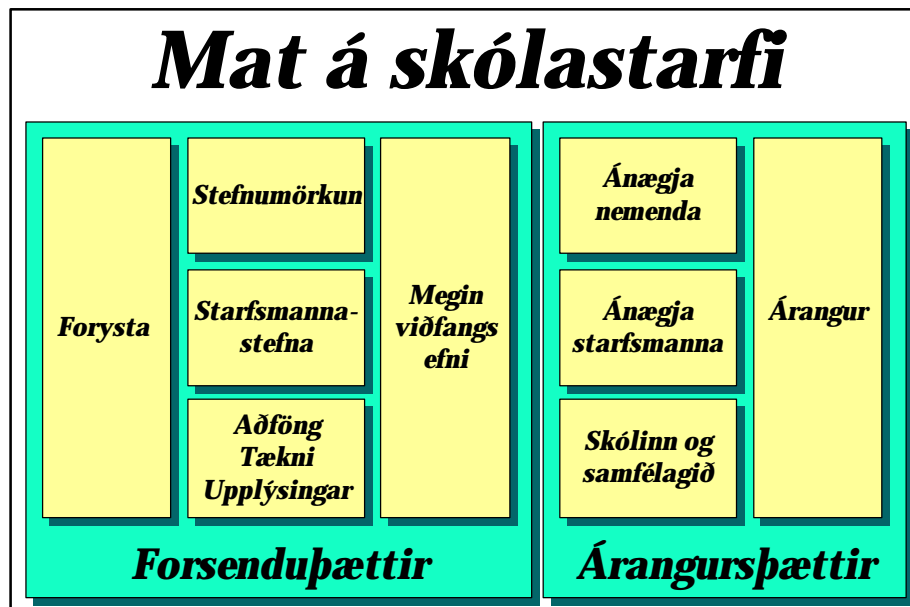 Mat á skólastarfi
Forysta
Stefnumörkun
Starfsmanna-
stefna
Aðföng
Tækni
Upplýsingar
Megin
viðfangs
efni
Forsenduþættir
Ánægja
nemenda
Ánægja
starfsmanna
Skólinn og
samfélagið
Árangur
Árangursþættir